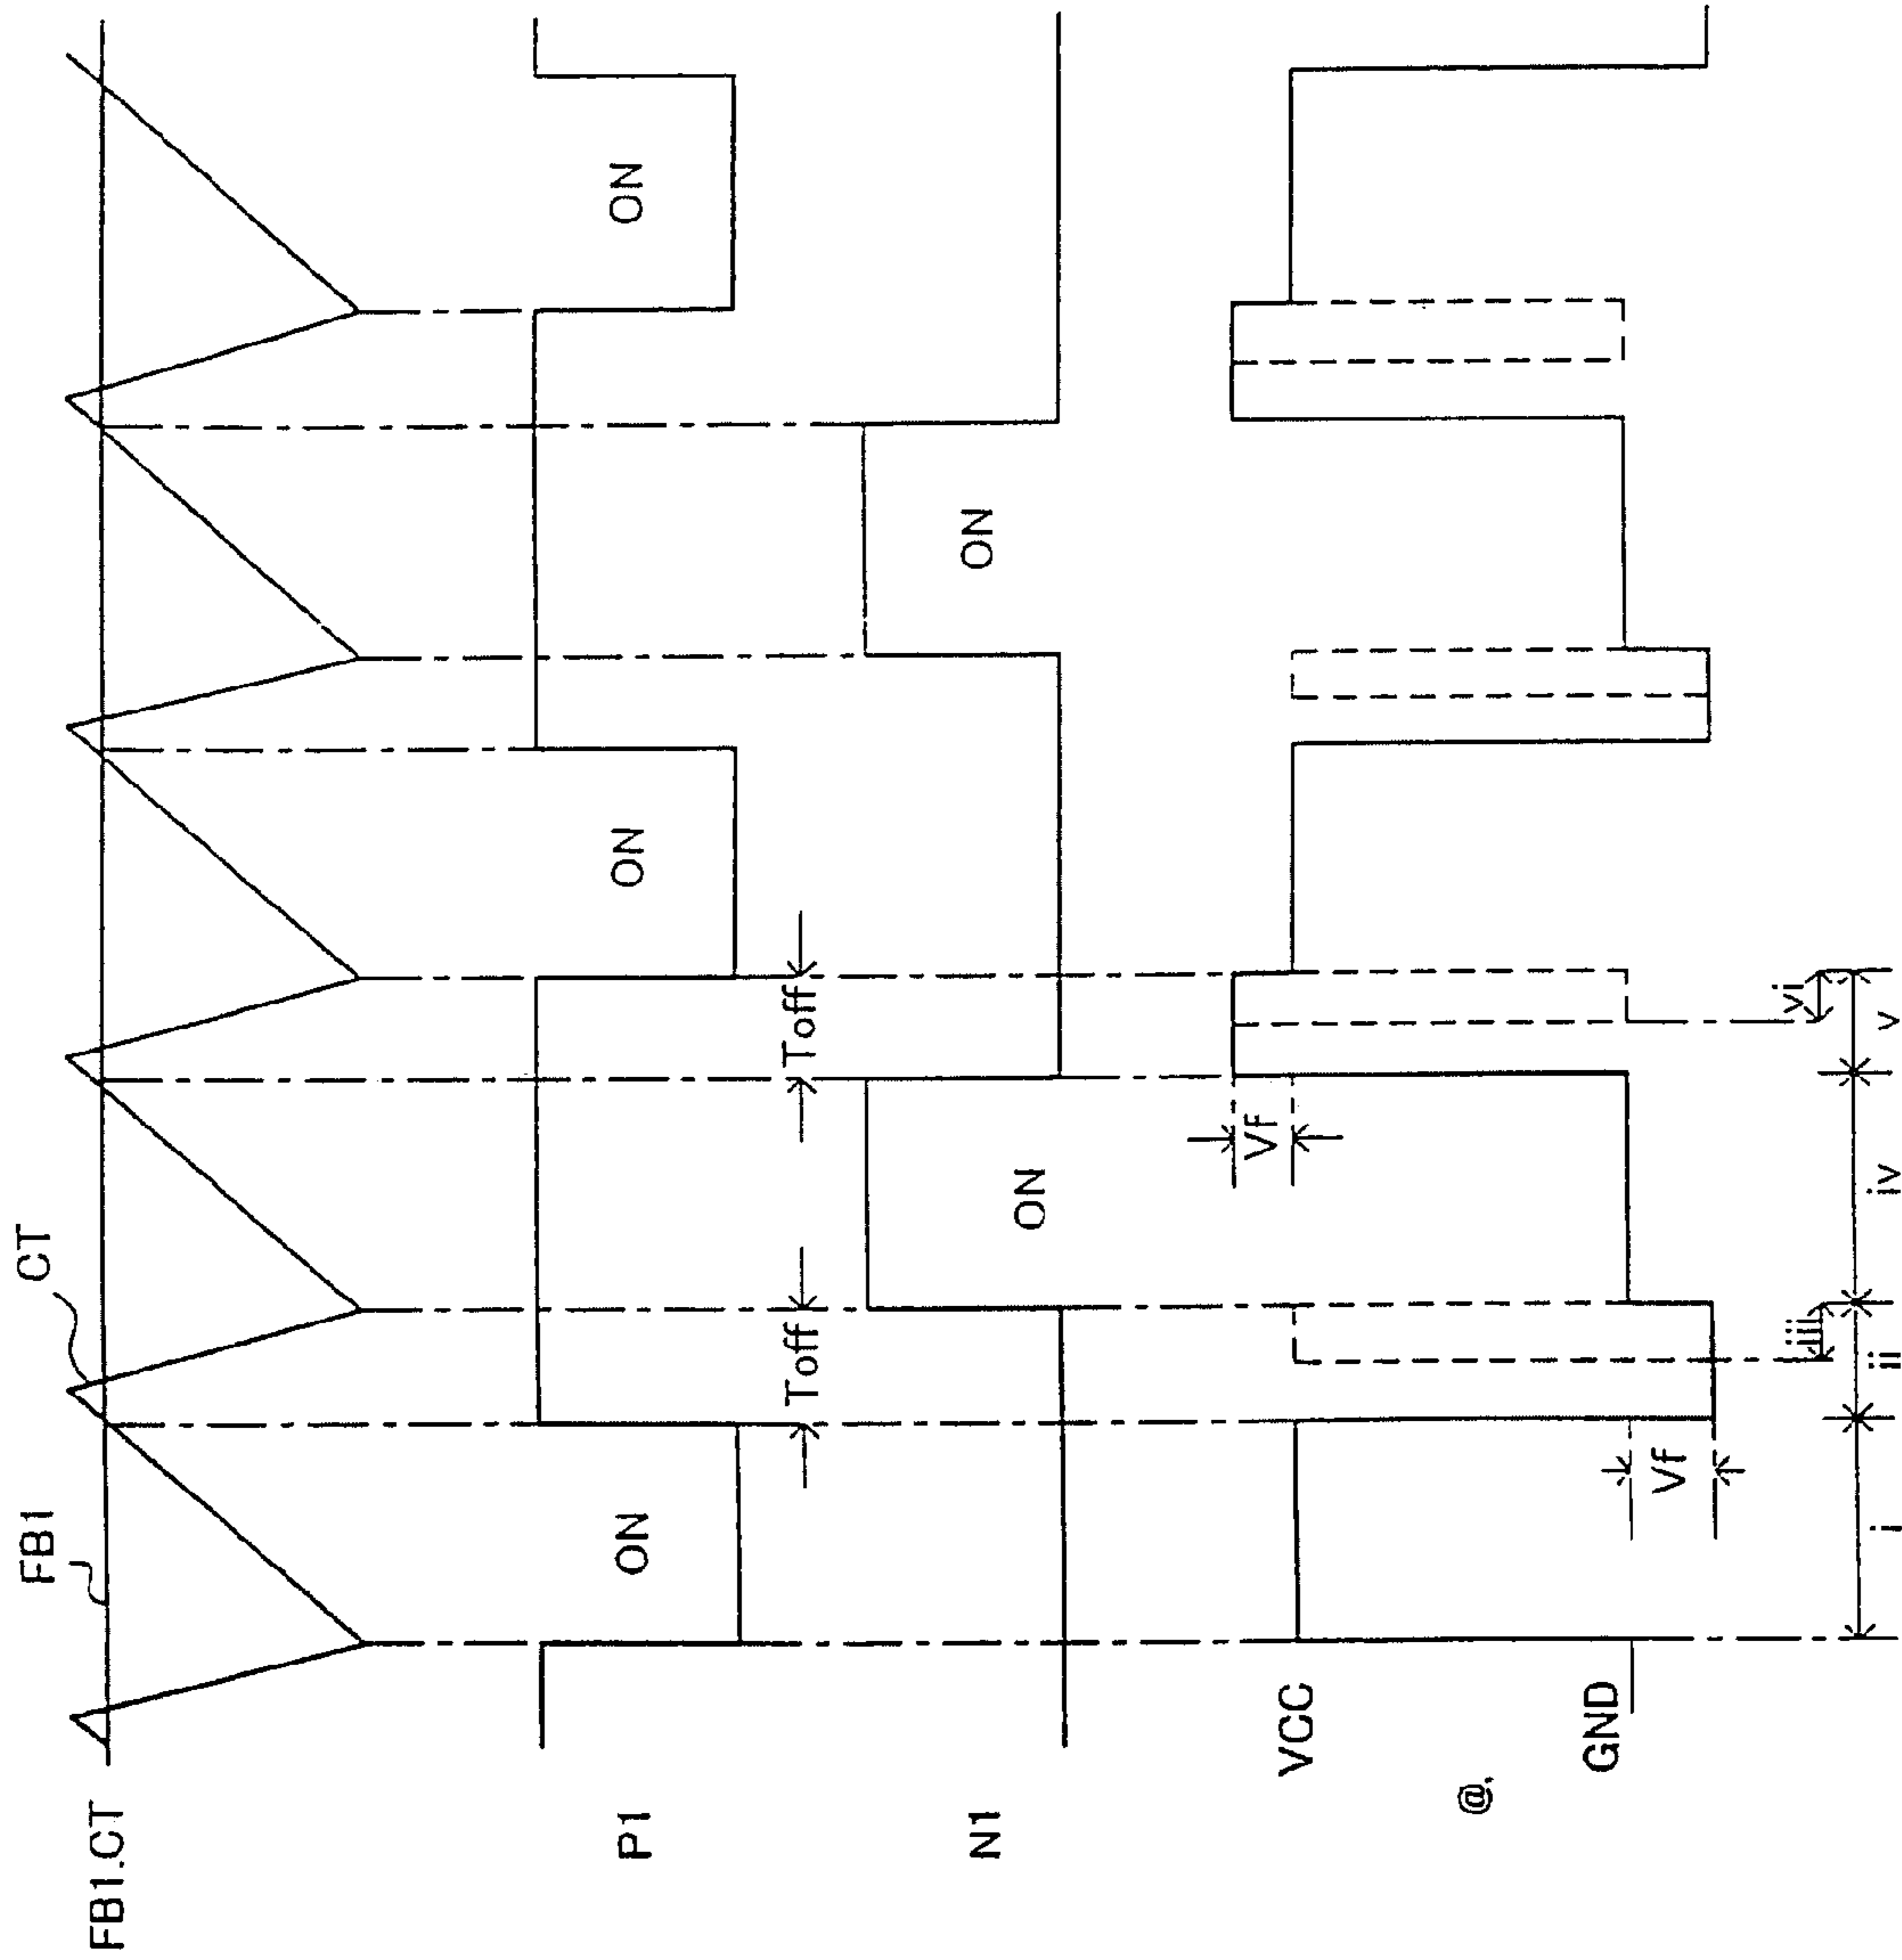 FB1
CT
FB1.CT
P1
ON
ON
ON
Toff
Toff
N1
ON
ON
Vf
VCC
@.
GND
Vf
iii
vi
i
ii
iv
v